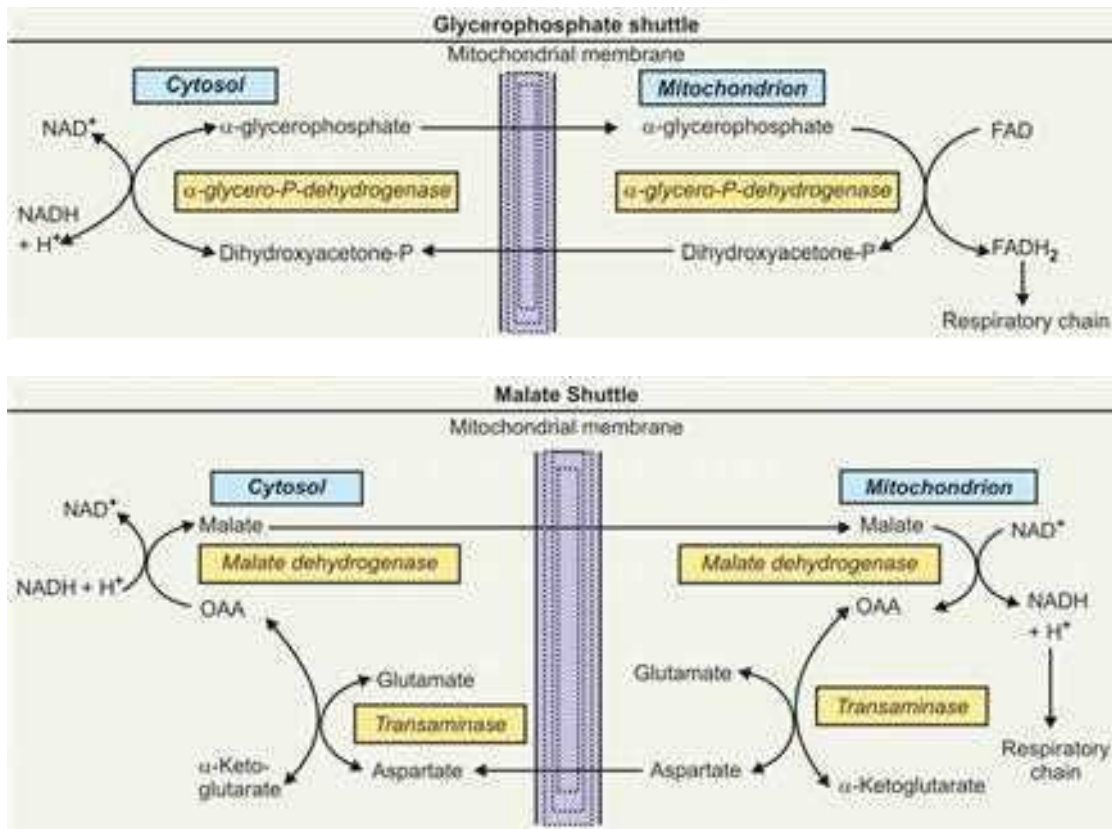 Glycerophosphate shuttle
Mitochondrial membrane
Cytosol
Mitochondrion
NAD⁺
α-glycerophosphate
α-glycerophosphate
FAD
α-glycero-P-dehydrogenase
α-glycero-P-dehydrogenase
NADH
+ H⁺
Dihydroxyacetone-P
Dihydroxyacetone-P
FADH₂
Respiratory chain
Malate Shuttle
Mitochondrial membrane
Cytosol
Mitochondrion
NAD⁺
Malate
Malate
NAD⁺
Malate dehydrogenase
Malate dehydrogenase
NADH + H⁺
OAA
OAA
NADH
+ H⁺
Glutamate
Glutamate
Transaminase
Transaminase
α-Keto-
glutarate
Aspartate
Aspartate
α-Ketoglutarate
Respiratory
chain